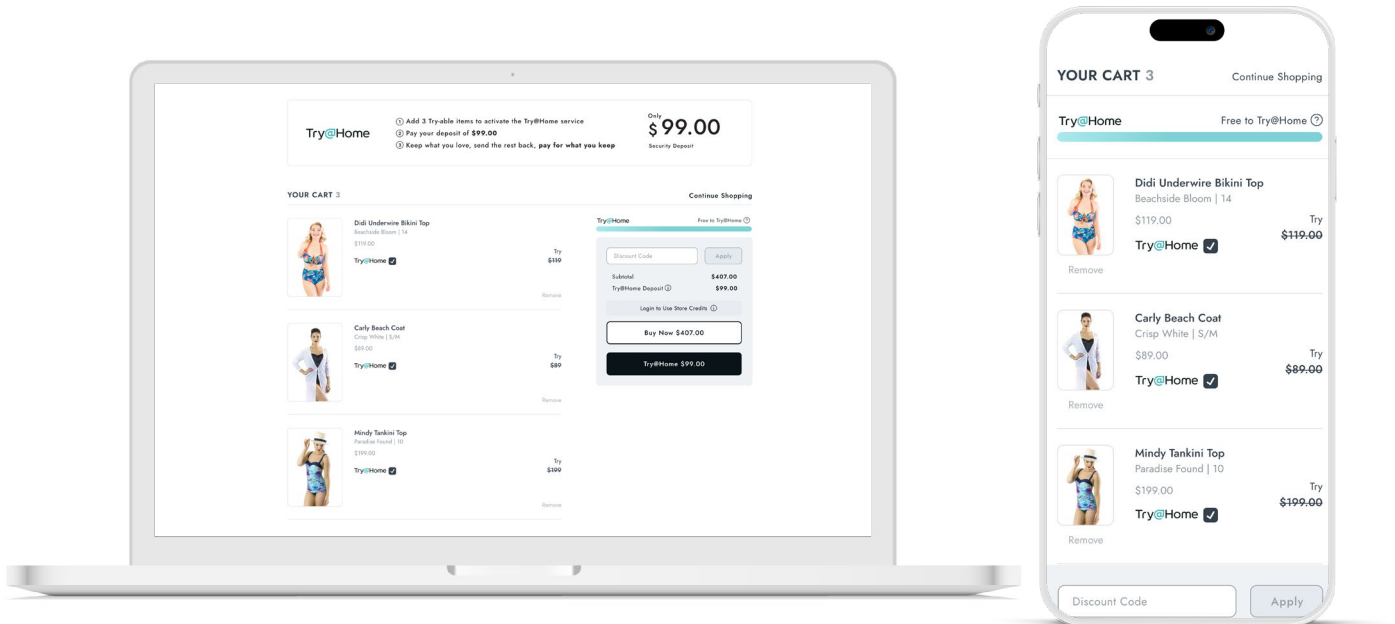 Try@Home
① Add 3 Try-able items to activate the Try@Home service
② Pay your deposit of $99.00
③ Keep what you love, send the rest back, pay for what you keep
Only
$99.00
Security Deposit
YOUR CART 3
Continue Shopping
Didi Underwire Bikini Top
Beachside Bloom | 14
$119.00
Try@Home
Try
$119
Remove
Carly Beach Coat
Crisp White | S/M
$89.00
Try@Home
Try
$89
Remove
Mindy Tankini Top
Paradise Found | 10
$199.00
Try@Home
Try
$199
Remove
Try@Home Free to Try@Home ?
Discount Code Apply
Subtotal $407.00
Try@Home Deposit ⓘ $99.00
Login to Use Store Credits ⓘ
Buy Now $407.00
Try@Home $99.00
YOUR CART 3 Continue Shopping
Try@Home Free to Try@Home ?
Didi Underwire Bikini Top
Beachside Bloom | 14
$119.00
Try
$119.00
Try@Home
Remove
Carly Beach Coat
Crisp White | S/M
$89.00
Try
$89.00
Try@Home
Remove
Mindy Tankini Top
Paradise Found | 10
$199.00
Try
$199.00
Try@Home
Remove
Discount Code Apply